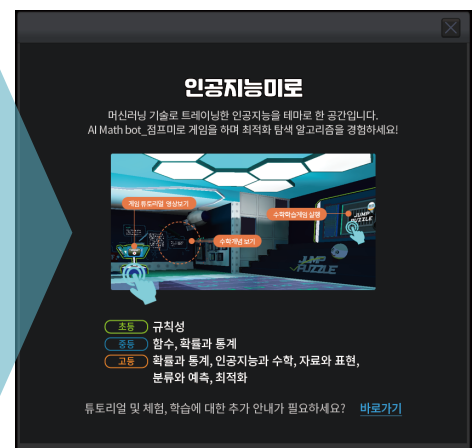 인공지능미로
머신러닝 기술로 트레이닝한 인공지능을 테마로 한 공간입니다.
AI Math bot_점프미로 게임을 하며 최적화 탐색 알고리즘을 경험하세요!
게임 튜토리얼 영상보기
수학학습게임 실행
수학개념 보기
JUMP
JUMP
PUZZLE
JUMP
PUZZLE
초등 규칙성
중등 함수, 확률과 통계
고등 확률과 통계, 인공지능과 수학, 자료와 표현,
분류와 예측, 최적화
튜토리얼 및 체험, 학습에 대한 추가 안내가 필요하세요? 바로가기